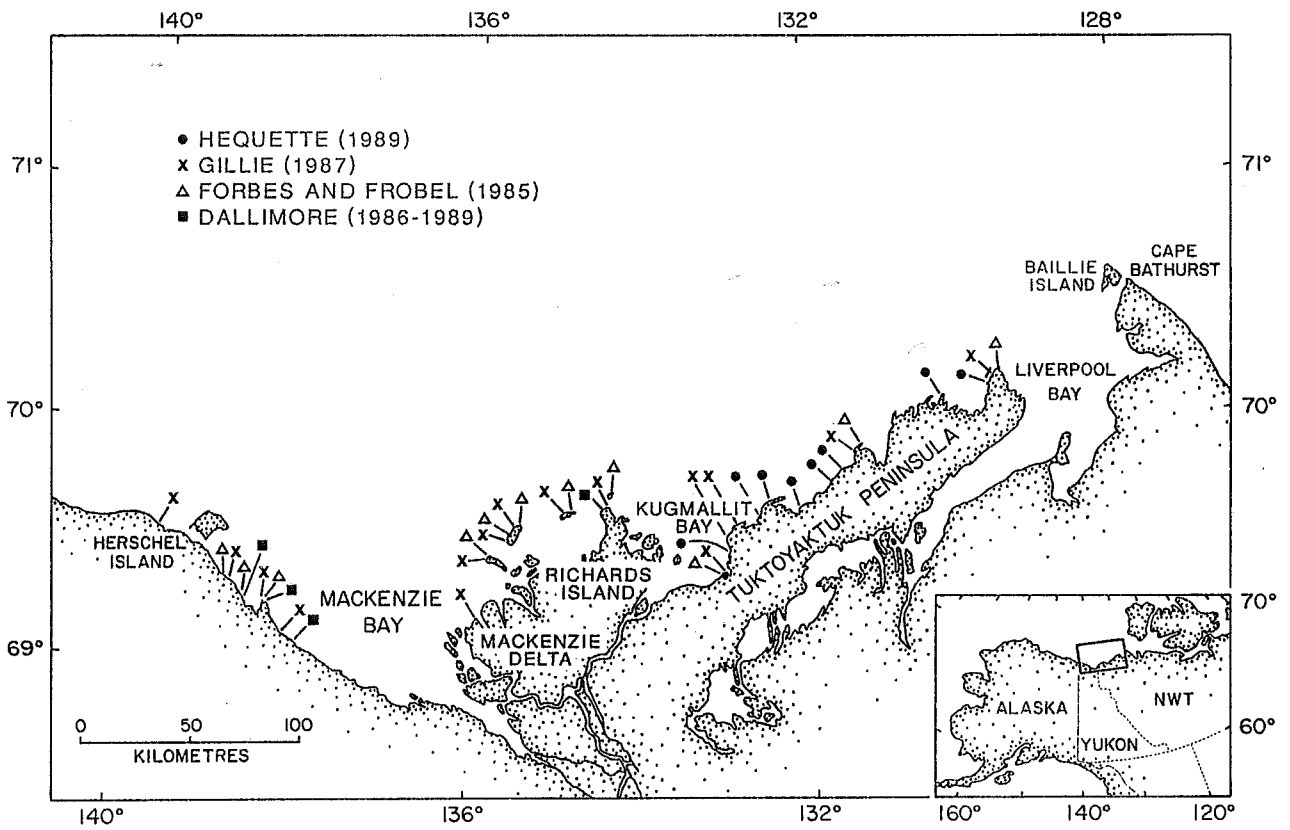 140° 136° 132° 128°
71° 71°
● HEQUETTE (1989)
x GILLIE (1987)
△ FORBES AND FROBEL (1985)
■ DALLIMORE (1986-1989)
CAPE
BATHURST
BAILLIE
ISLAND
LIVERPOOL
BAY
70° 70°
TUKTOYAKTUK PENINSULA
KUGMALLIT
BAY
HERSCHEL
ISLAND
RICHARDS
ISLAND
MACKENZIE
BAY
MACKENZIE
DELTA
69°
0 50 100
KILOMETRES
70°
ALASKA
NWT
YUKON
60°
140° 136° 132°
160° 140° 120°